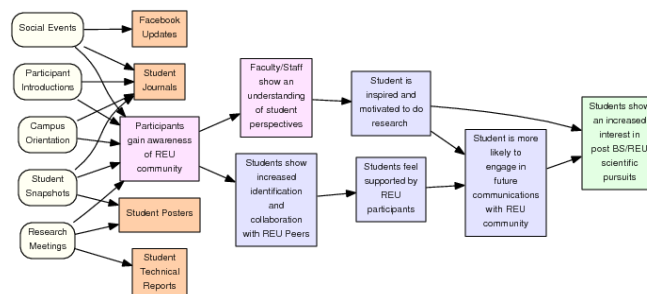 Social Events
Participant
Introductions
Campus
Orientation
Student
Snapshots
Research
Meetings
Facebook
Updates
Student
Journals
Participants
gain awareness
of REU
community
Student Posters
Student
Technical
Reports
Faculty/Staff
show an
understanding
of student
perspectives
Students show
increased
identification
and
collaboration
with REU Peers
Student is
inspired and
motivated to do
research
Students feel
supported by
REU
participants
Student is more
likely to
engage in
future
communications
with REU
community
Students show
an increased
interest in
post BS/REU
scientific
pursuits